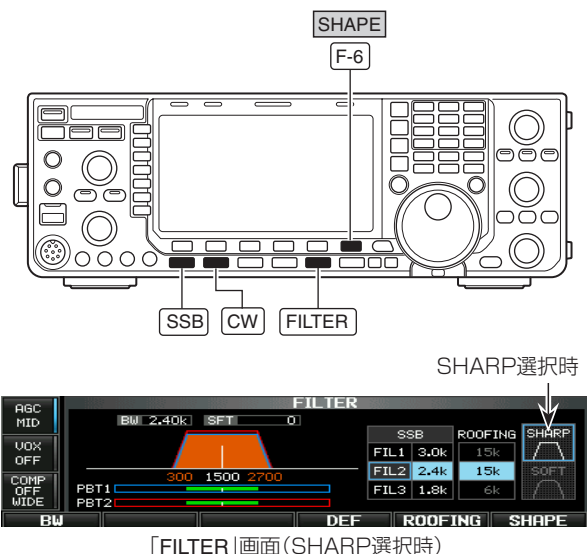 SHAPE
F-6
SSB
CW
FILTER
SHARP選択時
AGC
MID
VOX
OFF
COMP
OFF
WIDE
FILTER
BW 2.40k SFT 0
300 1500 2700
PBT1
PBT2
SSB ROOFING
FIL1 3.0k 15k
FIL2 2.4k 15k
FIL3 1.8k 6k
SHARP
SOFT
BW DEF ROOFING SHAPE
「FILTER」画面(SHARP選択時)